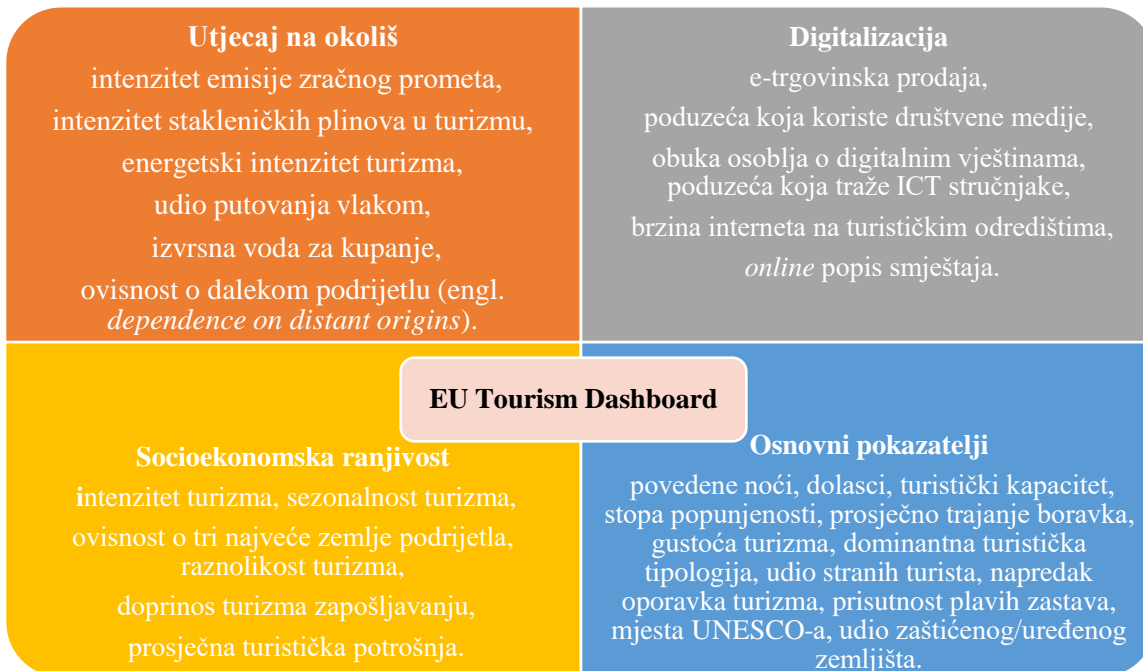 Utjecaj na okoliš
intenzitet emisije zračnog prometa,
intenzitet stakleničkih plinova u turizmu,
energetski intenzitet turizma,
udio putovanja vlakom,
izvrsna voda za kupanje,
ovisnost o dalekom podrijetlu (engl.
dependence on distant origins).
Digitalizacija
e-trgovinska prodaja,
poduzeća koja koriste društvene medije,
obuka osoblja o digitalnim vještinama,
poduzeća koja traže ICT stručnjake,
brzina interneta na turističkim odredištima,
online popis smještaja.
EU Tourism Dashboard
Socioekonomska ranjivost
intenzitet turizma, sezonalnost turizma,
ovisnost o tri najveće zemlje podrijetla,
raznolikost turizma,
doprinos turizma zapošljavanju,
prosječna turistička potrošnja.
Osnovni pokazatelji
povedene noći, dolasci, turistički kapacitet,
stopa popunjenosti, prosječno trajanje boravka,
gustoća turizma, dominantna turistička
tipologija, udio stranih turista, napredak
oporavka turizma, prisutnost plavih zastava,
mjesta UNESCO-a, udio zaštićenog/uređenog
zemljišta.